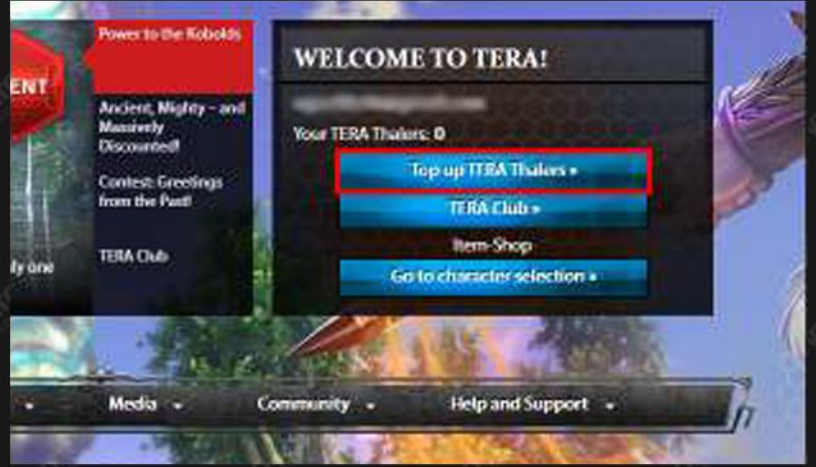 Power to the Kobolds
ENT
Ancient, Mighty – and
Massively
Discounted!
Contest: Greetings
from the Past!
ly one
TERA Club
WELCOME TO TERA!
Your TERA Thalers: 0
Top up TERA Thalers »
TERA Club »
Item-Shop
Go to character selection »
Media
Community
Help and Support